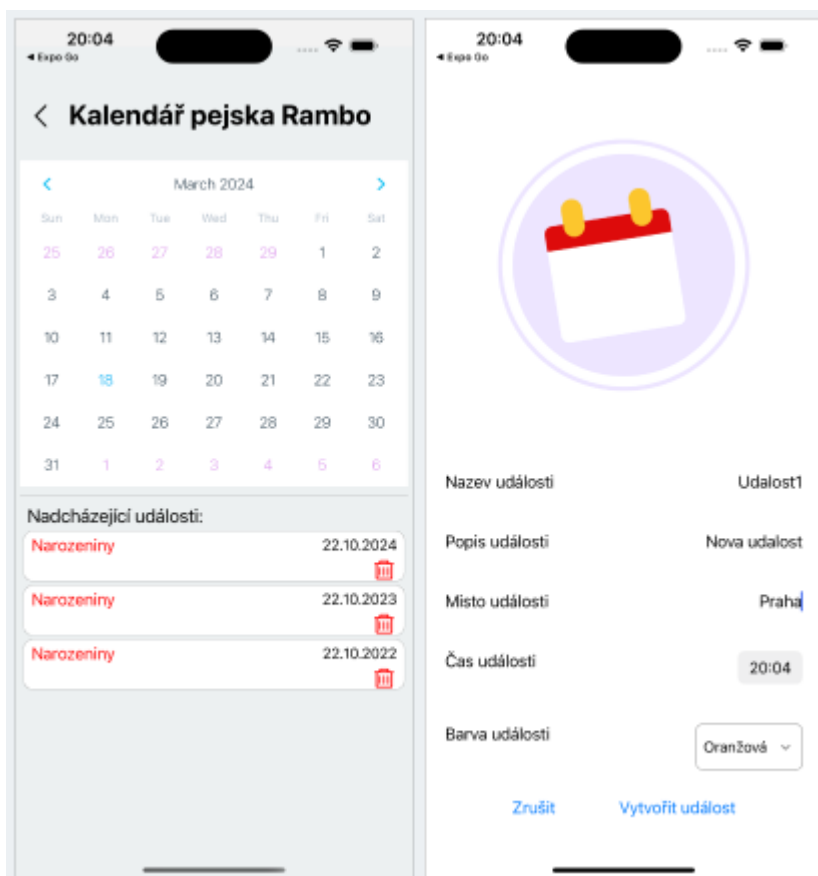 20:04
◀ Expo Go
Kalendář pejska Rambo
March 2024
Sun Mon Tue Wed Thu Fri Sat
25 26 27 28 29 1 2
3 4 5 6 7 8 9
10 11 12 13 14 15 16
17 18 19 20 21 22 23
24 25 26 27 28 29 30
31 1 2 3 4 5 6
Nadcházející události:
Narozeniny 22.10.2024
Narozeniny 22.10.2023
Narozeniny 22.10.2022
20:04
◀ Expo Go
Nazev události Udalost1
Popis události Nova udalost
Misto události Praha
Čas události 20:04
Barva události Oranžová
Zrušit Vytvořit událost